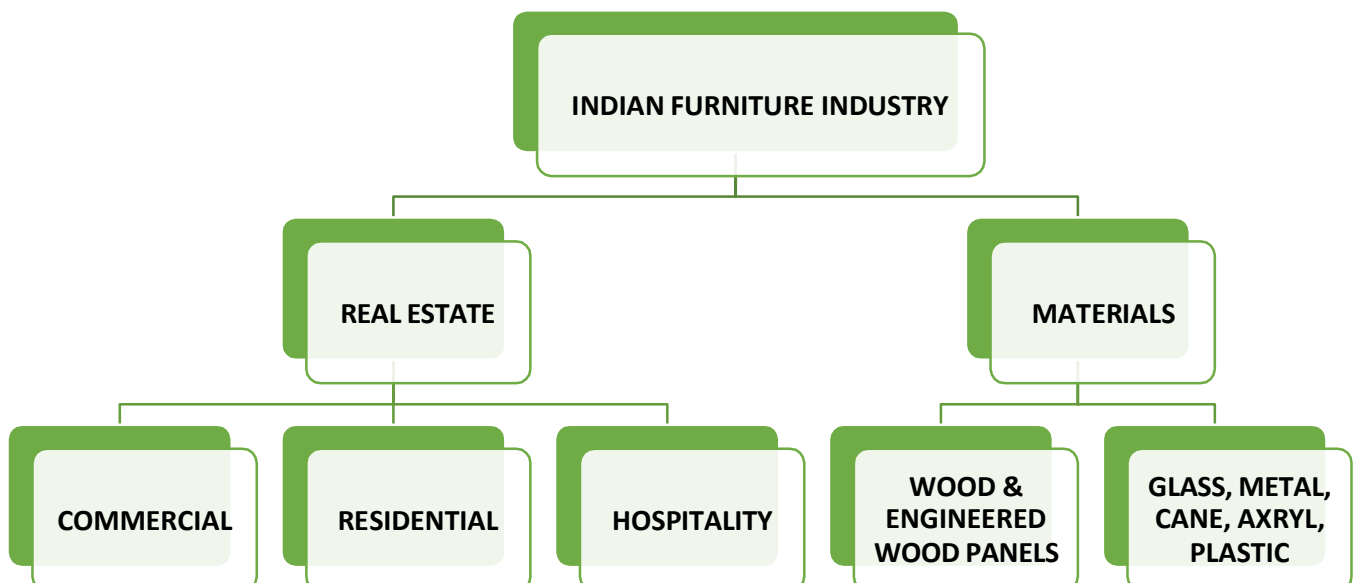 INDIAN FURNITURE INDUSTRY
REAL ESTATE
MATERIALS
COMMERCIAL
RESIDENTIAL
HOSPITALITY
WOOD &
ENGINEERED
WOOD PANELS
GLASS, METAL,
CANE, AXRYL,
PLASTIC